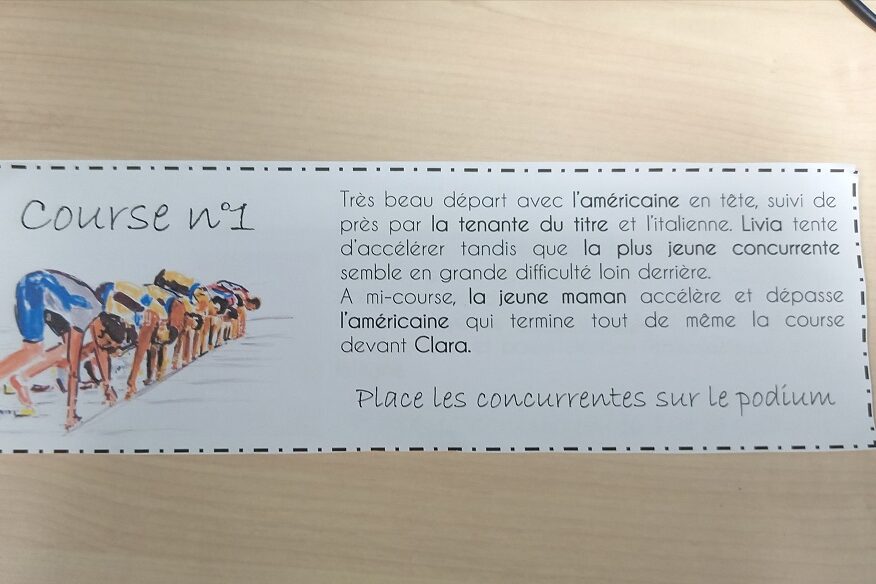 Course n°1
Très beau départ avec l'américaine en tête, suivi de
près par la tenante du titre et l'italienne. Livia tente
d'accélérer tandis que la plus jeune concurrente
semble en grande difficulté loin derrière.
A mi-course, la jeune maman accélère et dépasse
l'américaine qui termine tout de même la course
devant Clara.
Place les concurrentes sur le podium